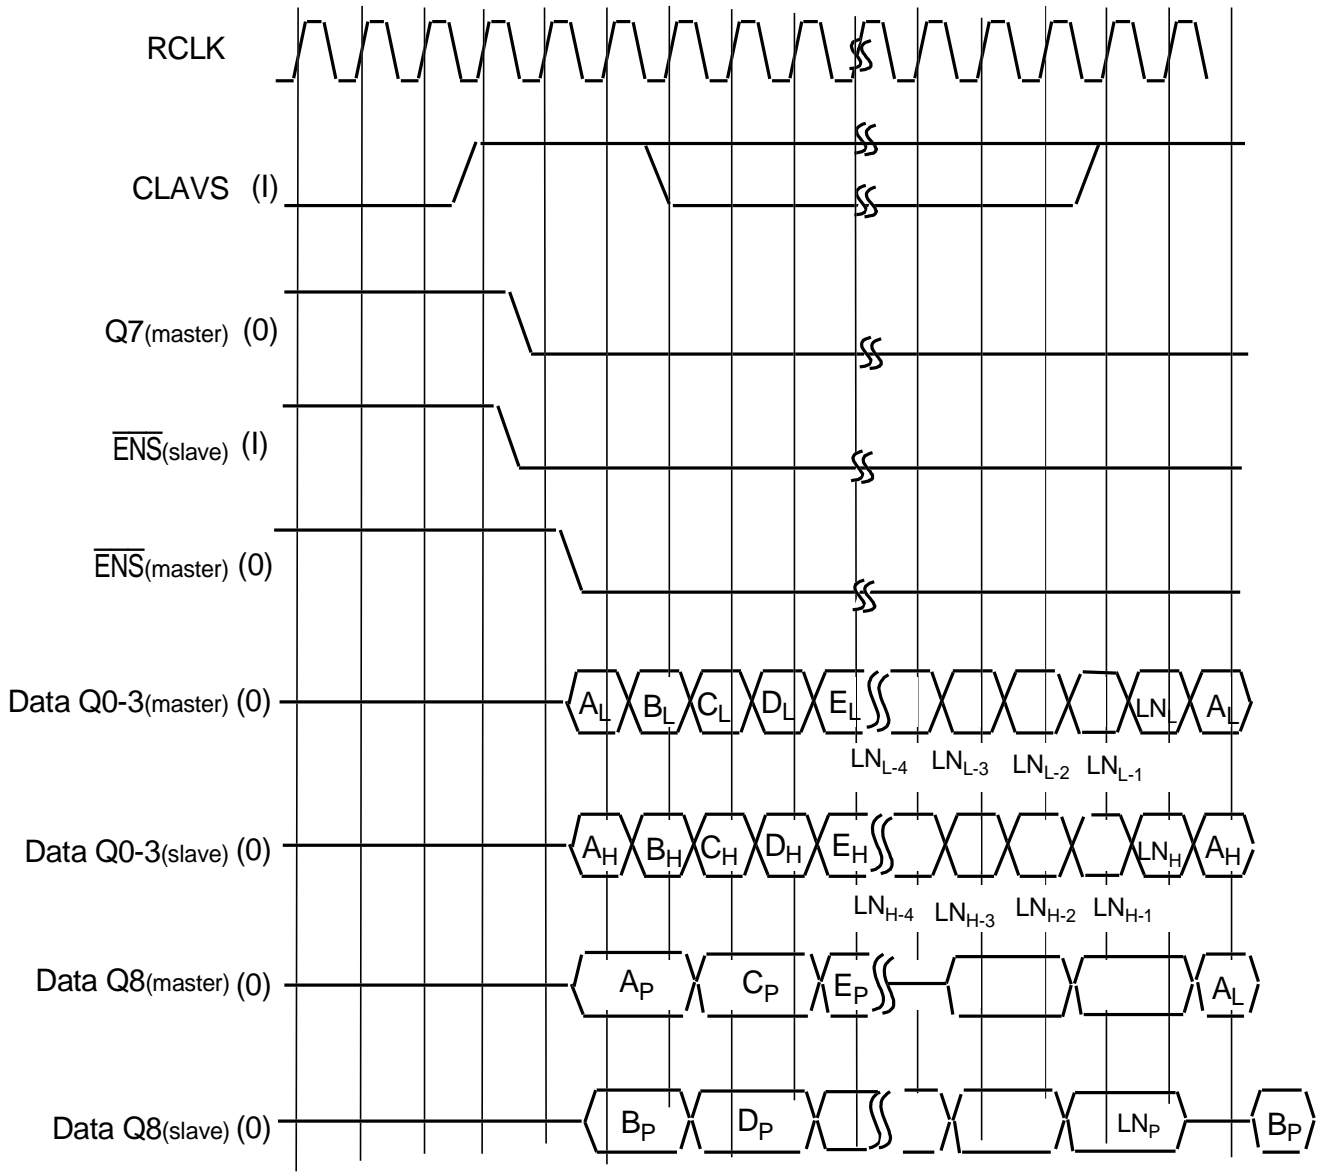 RCLK
CLAVS (I)
Q7(master) (0)
ENS(slave) (I)
ENS(master) (0)
Data Q0-3(master) (0) AL BL CL DL EL LNL AL
LNL-4 LNL-3 LNL-2 LNL-1
Data Q0-3(slave) (0) AH BH CH DH EH LNH AH
LNH-4 LNH-3 LNH-2 LNH-1
Data Q8(master) (0) AP CP EP AL
Data Q8(slave) (0) BP DP LNP BP